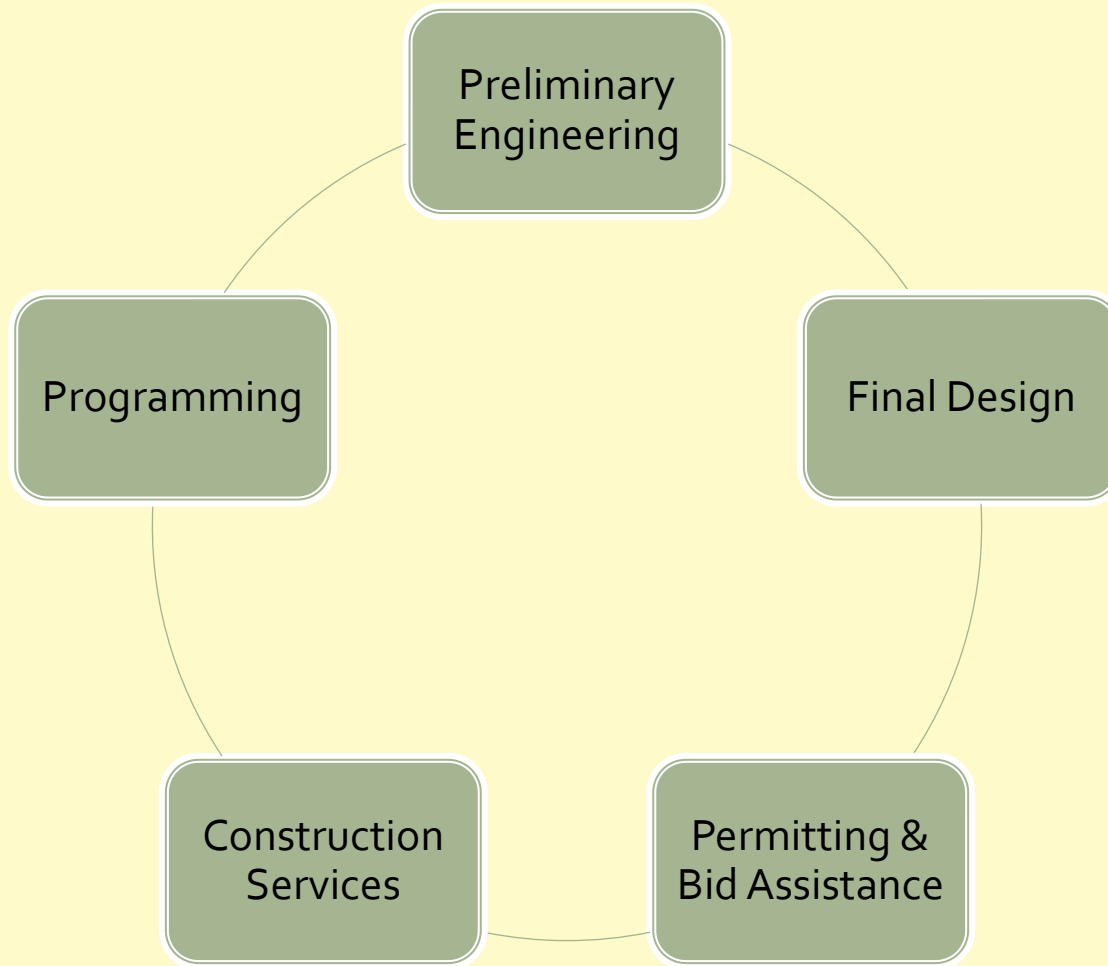 Preliminary
Engineering
Programming
Final Design
Construction
Services
Permitting &
Bid Assistance